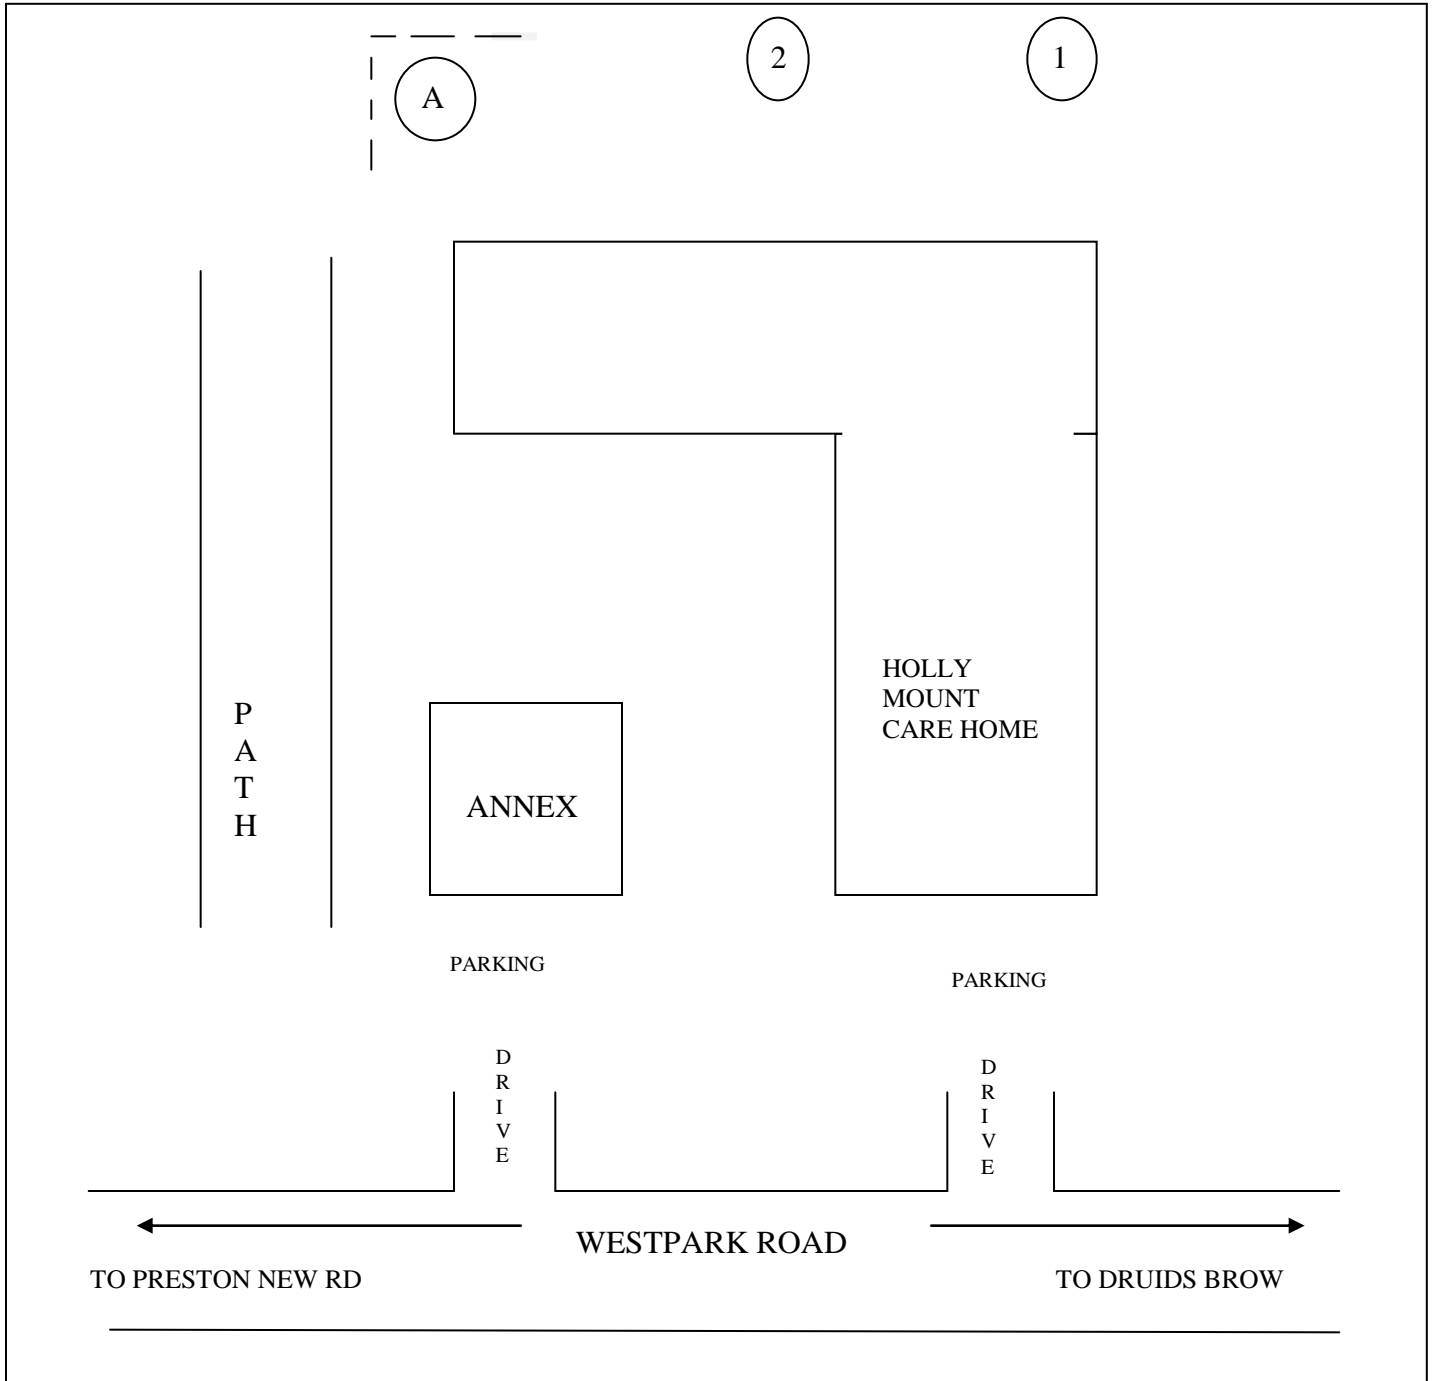 2
1
A
HOLLY
MOUNT
CARE HOME
P
A
T
H
ANNEX
PARKING
PARKING
D
R
I
V
E
D
R
I
V
E
WESTPARK ROAD
TO PRESTON NEW RD
TO DRUIDS BROW